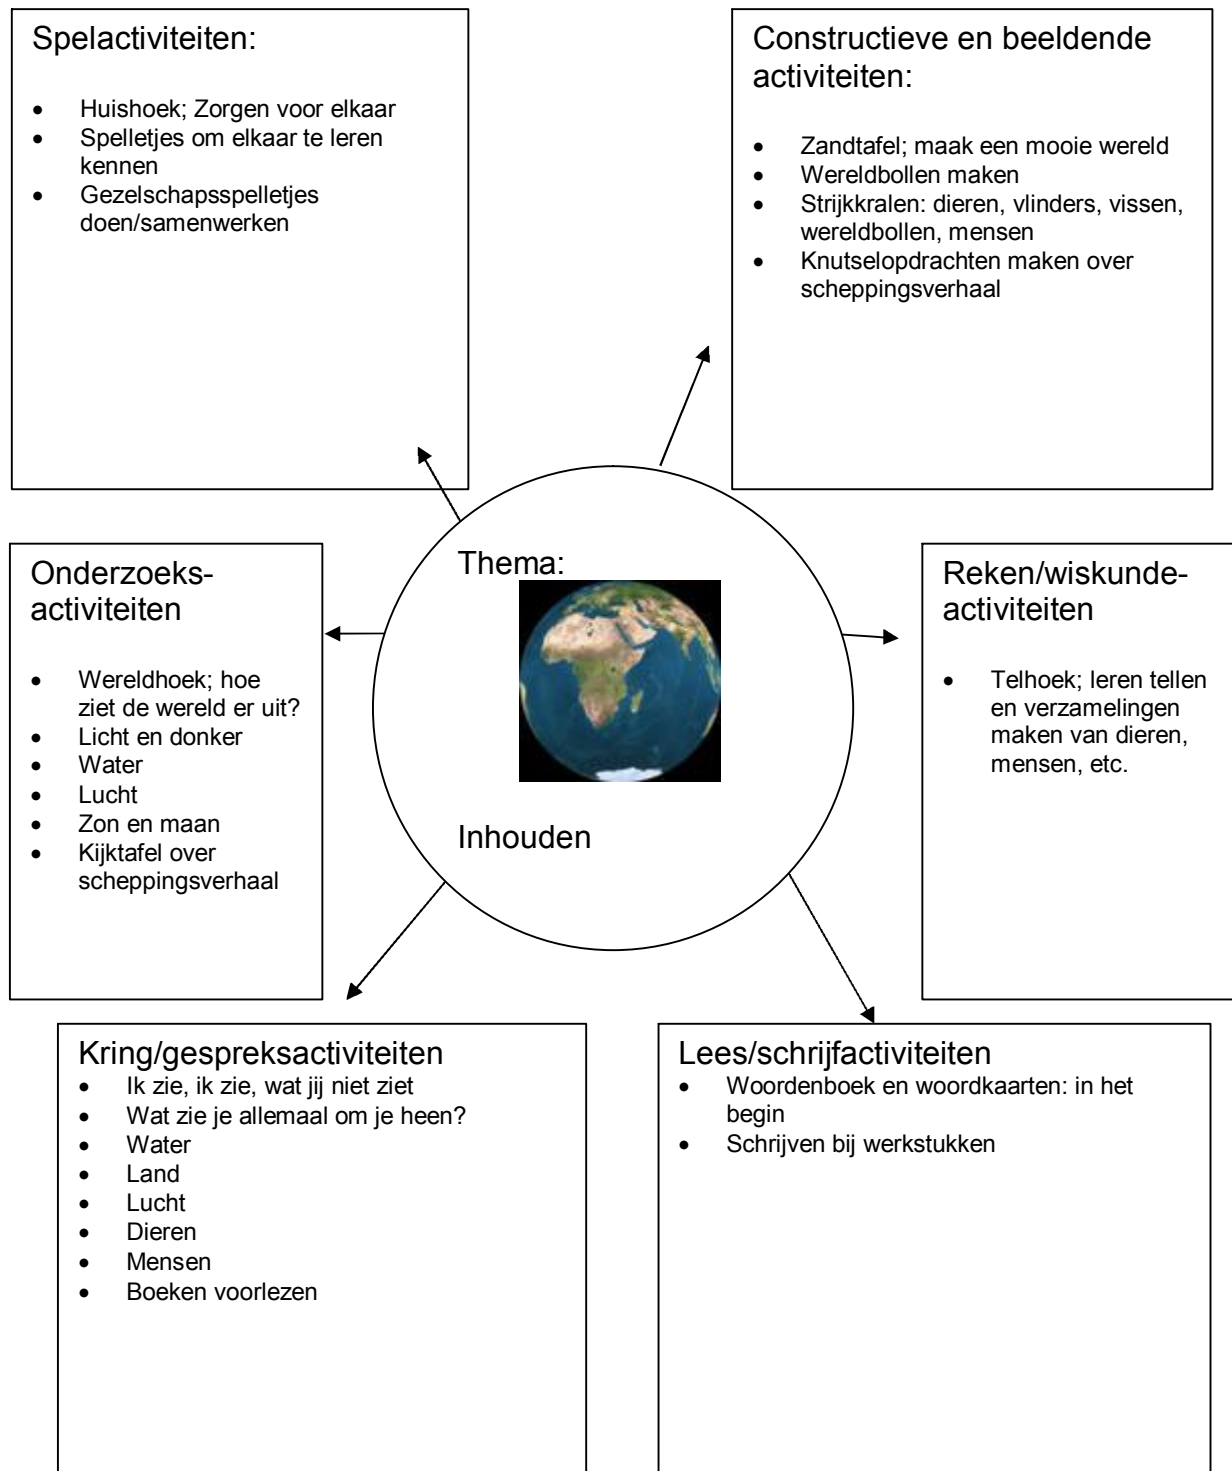 Spelactiviteiten:
• Huishoek; Zorgen voor elkaar
• Spelletjes om elkaar te leren
kennen
• Gezelschapsspelletjes
doen/samenwerken
Constructieve en beeldende
activiteiten:
• Zandtafel; maak een mooie wereld
• Wereldbollen maken
• Strijkkralen: dieren, vlinders, vissen,
wereldbollen, mensen
• Knutselopdrachten maken over
scheppingsverhaal
Onderzoeks-
activiteiten
• Wereldhoek; hoe
ziet de wereld er uit?
• Licht en donker
• Water
• Lucht
• Zon en maan
• Kijktafel over
scheppingsverhaal
Thema:
Inhouden
Reken/wiskunde-
activiteiten
• Telhoek; leren tellen
en verzamelingen
maken van dieren,
mensen, etc.
Kring/gespreksactiviteiten
• Ik zie, ik zie, wat jij niet ziet
• Wat zie je allemaal om je heen?
• Water
• Land
• Lucht
• Dieren
• Mensen
• Boeken voorlezen
Lees/schrijfactiviteiten
• Woordenboek en woordkaarten: in het
begin
• Schrijven bij werkstukken